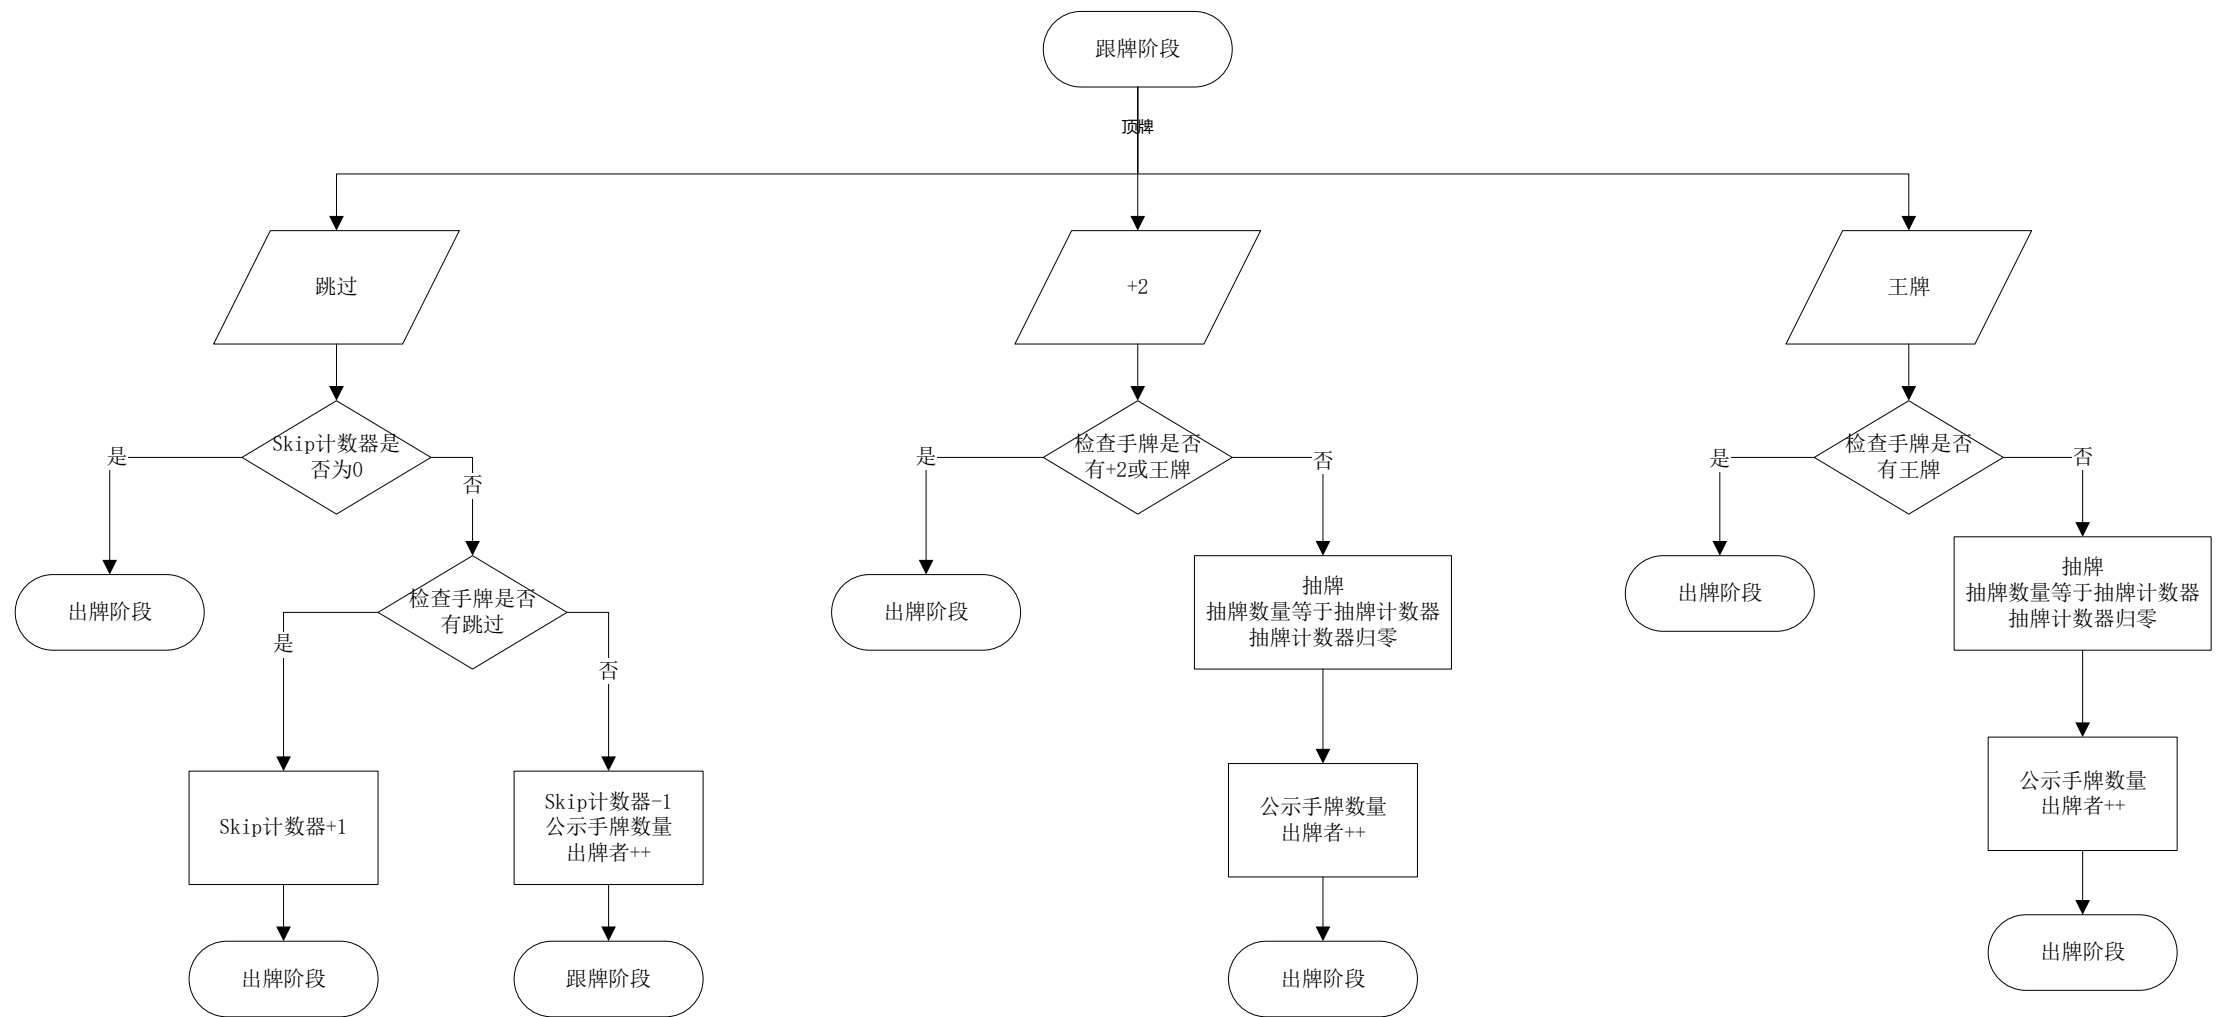 跟牌阶段
顶牌
跳过
+2
王牌
Skip计数器是
否为0
是
否
检查手牌是否
有+2或王牌
是
否
检查手牌是否
有王牌
是
否
出牌阶段
检查手牌是否
有跳过
是
否
出牌阶段
抽牌
抽牌数量等于抽牌计数器
抽牌计数器归零
出牌阶段
抽牌
抽牌数量等于抽牌计数器
抽牌计数器归零
Skip计数器+1
Skip计数器-1
公示手牌数量
出牌者++
公示手牌数量
出牌者++
公示手牌数量
出牌者++
出牌阶段
跟牌阶段
出牌阶段
出牌阶段